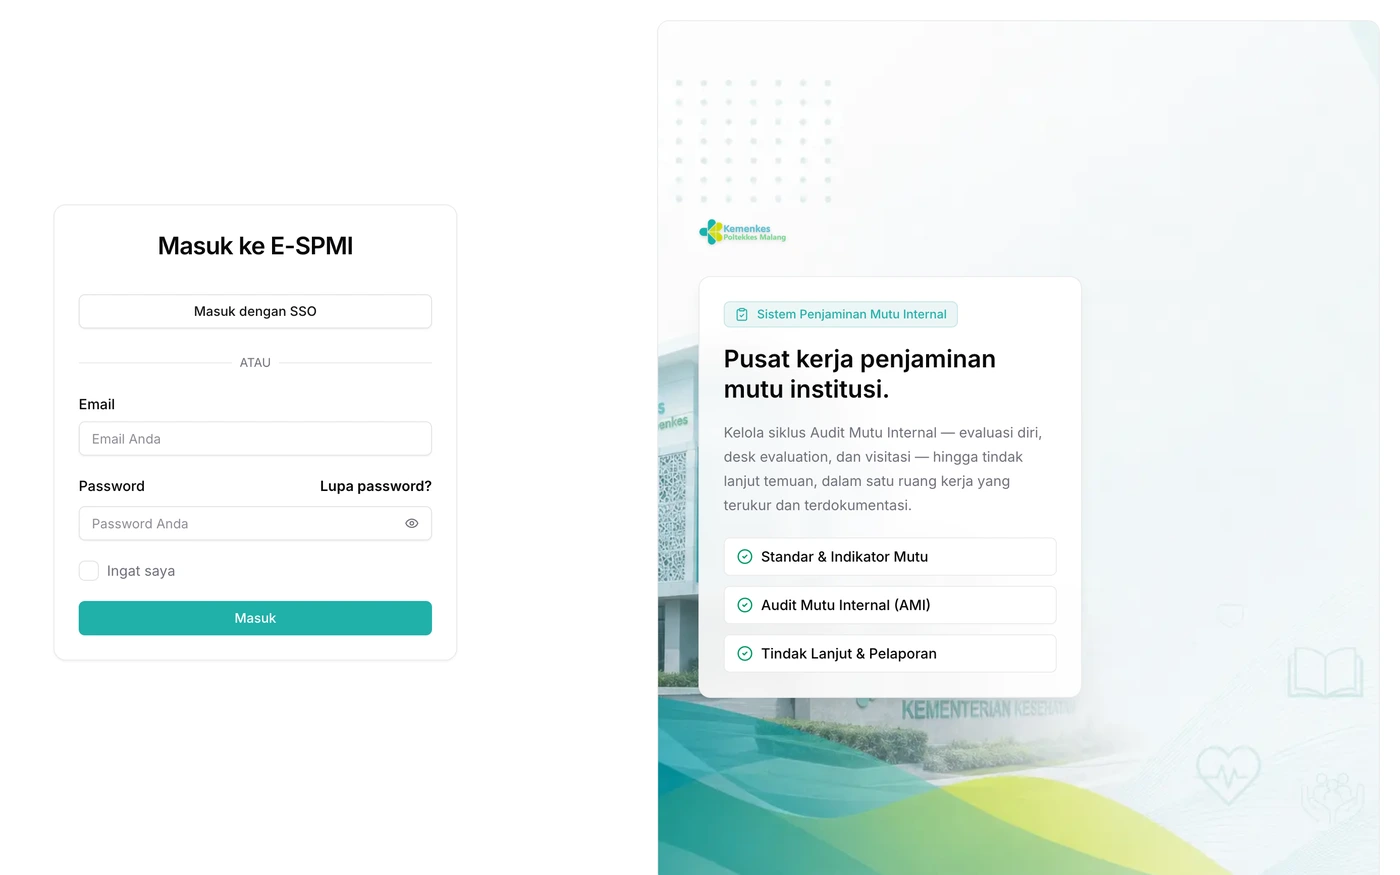 Masuk ke E-SPMI
Masuk dengan SSO
ATAU
Email
Email Anda
Password
Lupa password?
Password Anda
Ingat saya
Masuk
Kemenkes
Poltekkes Malang
Sistem Penjaminan Mutu Internal
Pusat kerja penjaminan
mutu institusi.
Kelola siklus Audit Mutu Internal — evaluasi diri,
desk evaluation, dan visitasi — hingga tindak
lanjut temuan, dalam satu ruang kerja yang
terukur dan terdokumentasi.
Standar & Indikator Mutu
Audit Mutu Internal (AMI)
Tindak Lanjut & Pelaporan
KEMENTERIAN KESEHATAN